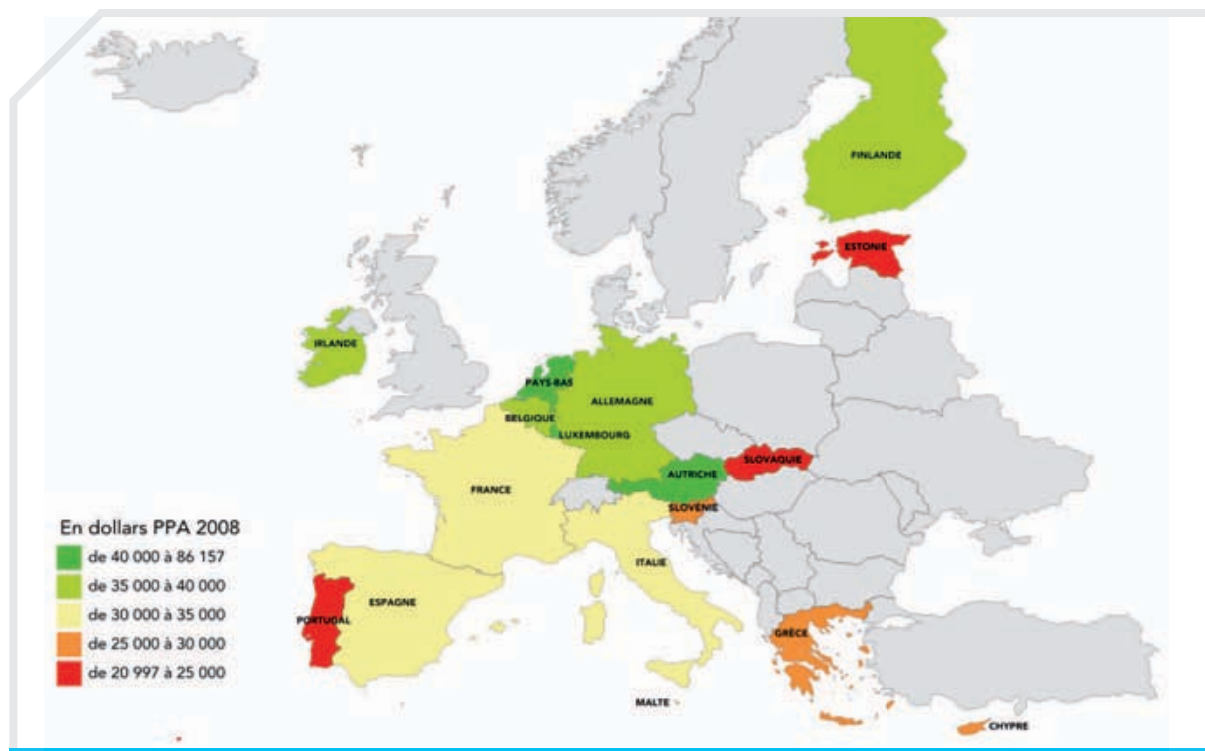 FINLANDE
ESTONIE
IRLANDE
PAYS-BAS
ALLEMAGNE
BELGIQUE
LUXEMBOURG
SLOVAQUIE
AUTRICHE
FRANCE
SLOVÉNIE
ITALIE
ESPAGNE
PORTUGAL
GRÈCE
MALTE
CHYPRE
En dollars PPA 2008
de 40 000 à 86 157
de 35 000 à 40 000
de 30 000 à 35 000
de 25 000 à 30 000
de 20 997 à 25 000